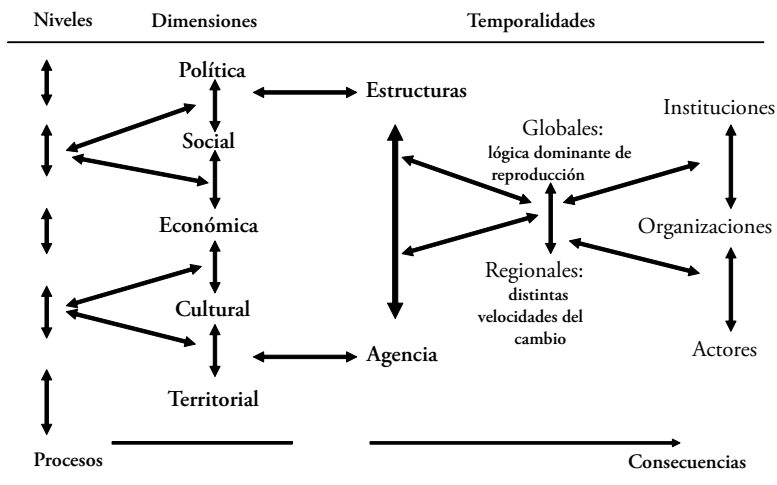 Niveles Dimensiones Temporalidades
Política
Estructuras
Instituciones
Globales:
Social
lógica dominante de
reproducción
Económica
Organizaciones
Regionales:
distintas
Cultural
velocidades del
cambio
Agencia
Actores
Territorial
Procesos
Consecuencias